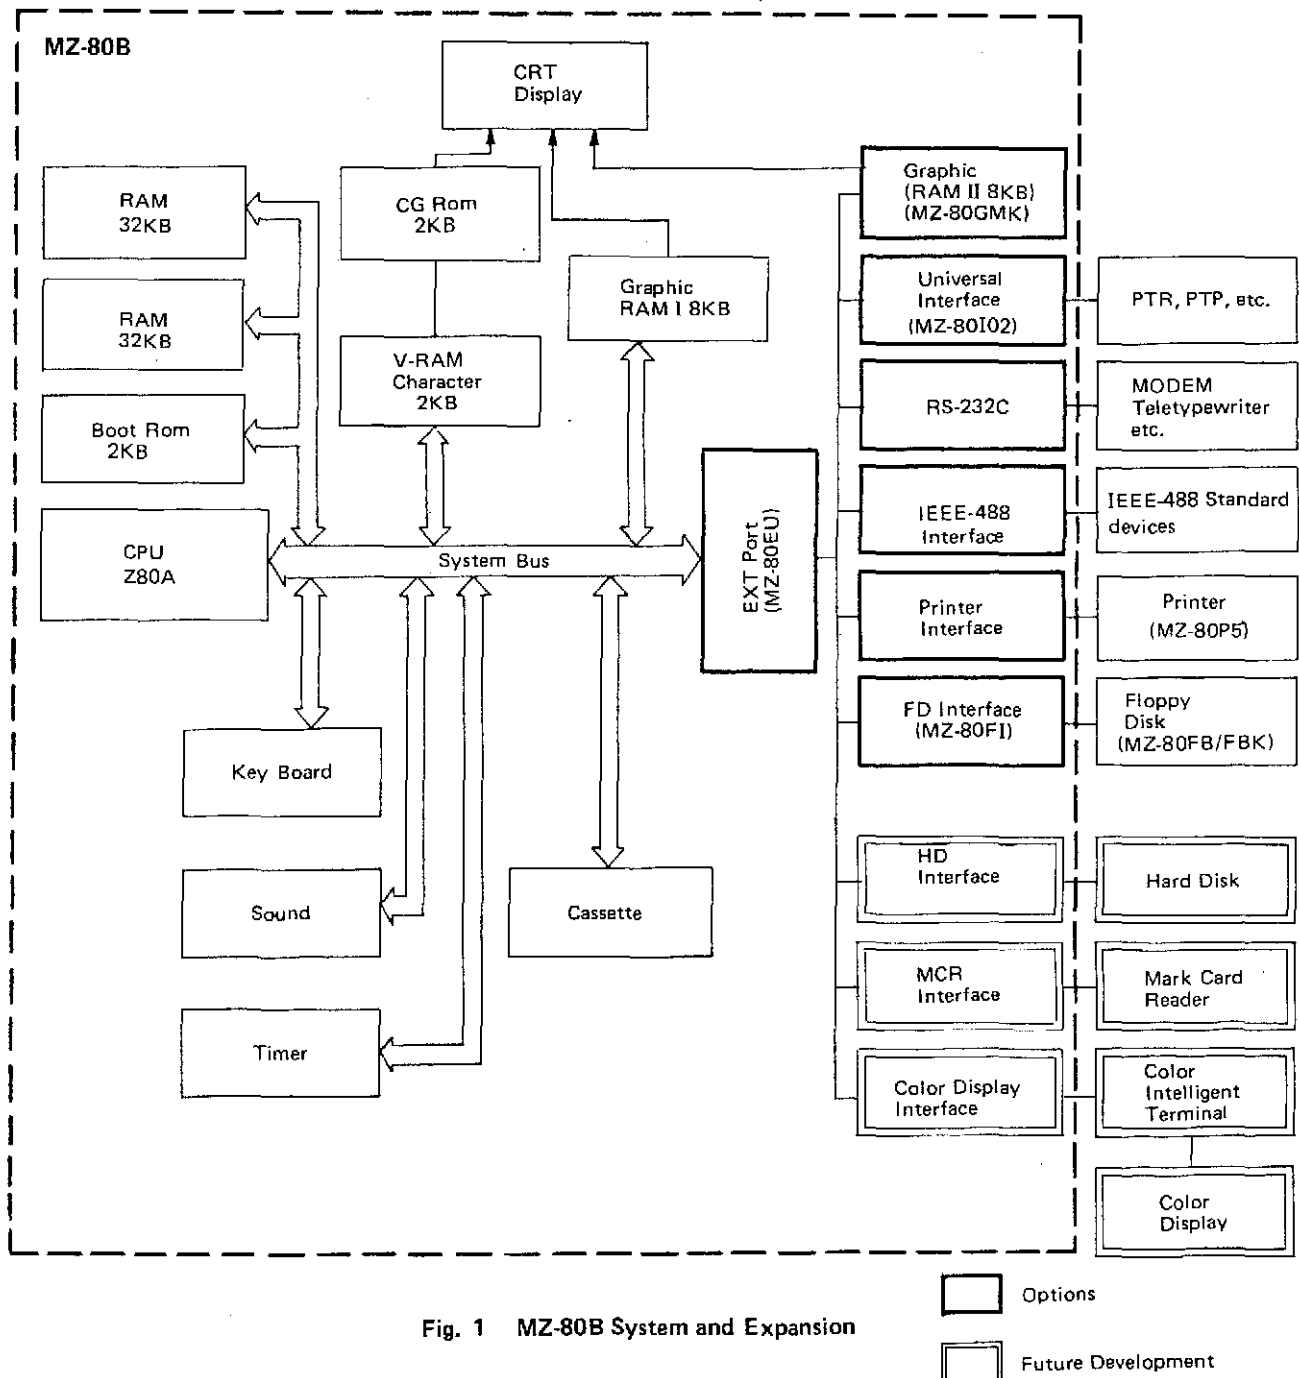 MZ-80B
CRT
Display
RAM
32KB
CG Rom
2KB
Graphic
(RAM II 8KB)
(MZ-80GMK)
RAM
32KB
Graphic
RAM I 8KB
Universal
Interface
(MZ-80I02)
PTR, PTP, etc.
V-RAM
Character
2KB
RS-232C
MODEM
Teletypewriter
etc.
Boot Rom
2KB
CPU
Z80A
System Bus
EXT Port
(MZ-80EU)
IEEE-488
Interface
IEEE-488 Standard
devices
Printer
Interface
Printer
(MZ-80P5)
FD Interface
(MZ-80FI)
Floppy
Disk
(MZ-80FB/FBK)
Key Board
HD
Interface
Hard Disk
Sound
Cassette
MCR
Interface
Mark Card
Reader
Timer
Color Display
Interface
Color
Intelligent
Terminal
Color
Display
Options
Fig. 1 MZ-80B System and Expansion
Future Development